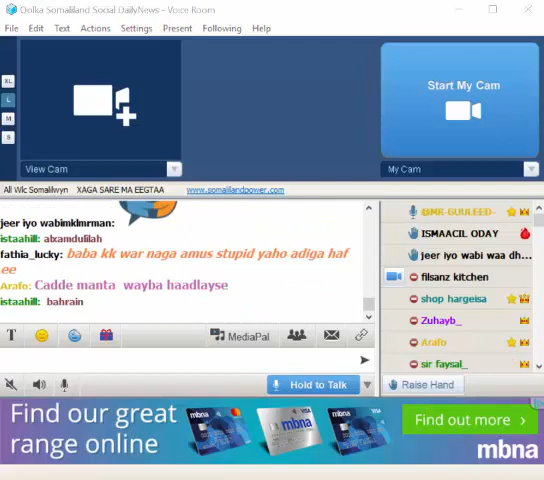 Oolka Somaliland Social DailyNews - Voice Room
File Edit Text Actions Settings Present Following Help
XL
L
M
S
View Cam
Start My Cam
My Cam
All Wlc Somalilwyn XAGA SARE MA EEGTAA www.somalilandpower.com
jeer iyo wabimklmrman:
istaahill: alxamdulilah
fathia_lucky: baba kk war naga amus stupid yaho adiga haf
ee
Arafo: Cadde manta wayba haadlayse
istaahill: bahrain
@MR-GUULEED-
ISMAACIL ODAY
jeer iyo wabi waa dh...
filsanz kitchen
shop hargeisa
Zuhayb_
Arafo
sir faysal_
T
MediaPal
Hold to Talk
Raise Hand
Find our great
range online
mbna
mbna
mbna
Find out more >
mbna